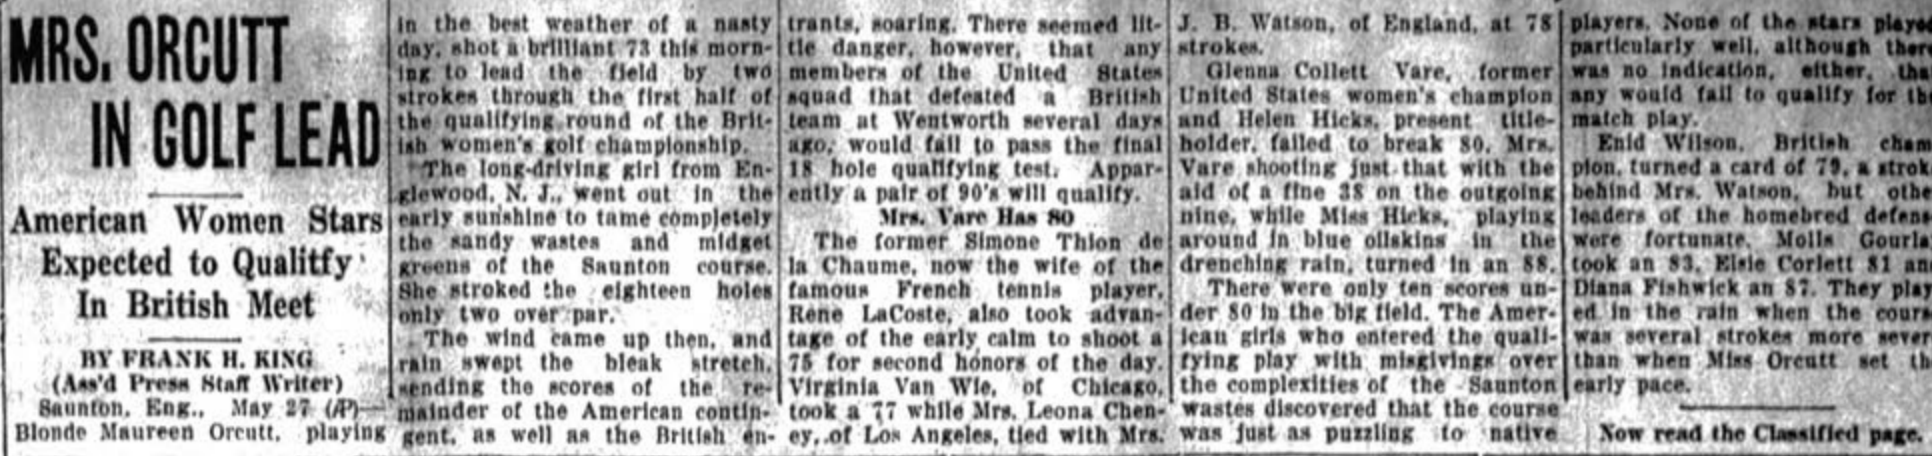 MRS. ORCUTT
IN GOLF LEAD
American Women Stars
Expected to Qualitfy
In British Meet
BY FRANK H. KING
(Ass'd Press Staff Writer)
Saunton, Eng., May 27 (AP)—
Blonde Maureen Orcutt, playing
in the best weather of a nasty
day, shot a brilliant 73 this morn-
ing to lead the field by two
strokes through the first half of
the qualifying round of the Brit-
ish women's golf championship.
The long-driving girl from En-
glewood, N. J., went out in the
early sunshine to tame completely
the sandy wastes and midget
greens of the Saunton course.
She stroked the eighteen holes
only two over par.
The wind came up then, and
rain swept the bleak stretch,
sending the scores of the re-
mainder of the American contin-
gent, as well as the British en-
trants, soaring. There seemed lit-
tle danger, however, that any
members of the United States
squad that defeated a British
team at Wentworth several days
ago, would fail to pass the final
18 hole qualifying test. Appar-
ently a pair of 90's will qualify.
Mrs. Vare Has 80
The former Simone Thion de
la Chaume, now the wife of the
famous French tennis player,
Rene LaCoste, also took advan-
tage of the early calm to shoot a
75 for second honors of the day.
Virginia Van Wie, of Chicago,
took a 77 while Mrs. Leona Chen-
ey, of Los Angeles, tied with Mrs.
J. B. Watson, of England, at 78
strokes.
Glenna Collett Vare, former
United States women's champion
and Helen Hicks, present title-
holder, failed to break 80, Mrs.
Vare shooting just that with the
aid of a fine 38 on the outgoing
nine, while Miss Hicks, playing
around in blue oilskins in the
drenching rain, turned in an 88.
There were only ten scores un-
der 80 in the big field. The Amer-
ican girls who entered the quali-
fying play with misgivings over
the complexities of the Saunton
wastes discovered that the course
was just as puzzling to native
players. None of the stars playe
particularly well, although ther
was no indication, either, tha
any would fail to qualify for th
match play.
Enid Wilson, British cham
pion, turned a card of 79, a strok
behind Mrs. Watson, but othe
leaders of the homebred defens
were fortunate. Molls Gourla
took an 83, Elsie Corlett 81 an
Diana Fishwick an 87. They play
ed in the rain when the cours
was several strokes more sever
than when Miss Orcutt set th
early pace.
Now read the Classified page.